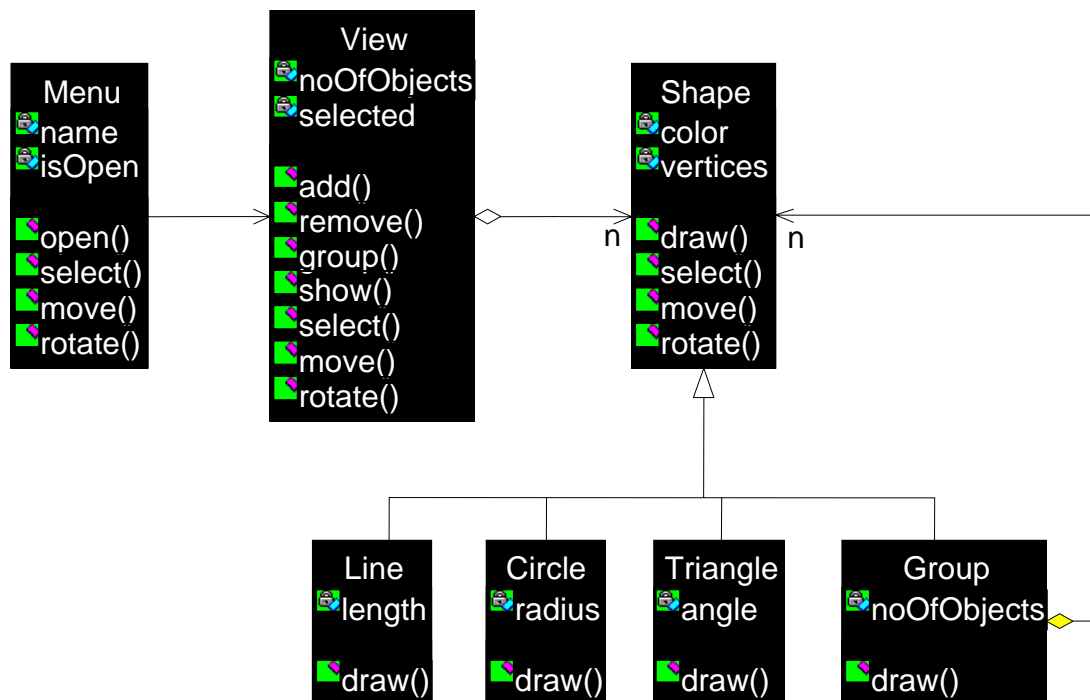 Menu
name
isOpen
open()
select()
move()
rotate()
View
noOfObjects
selected
add()
remove()
group()
show()
select()
move()
rotate()
n
Shape
color
vertices
draw()
select()
move()
rotate()
n
Line
length
draw()
Circle
radius
draw()
Triangle
angle
draw()
Group
noOfObjects
draw()